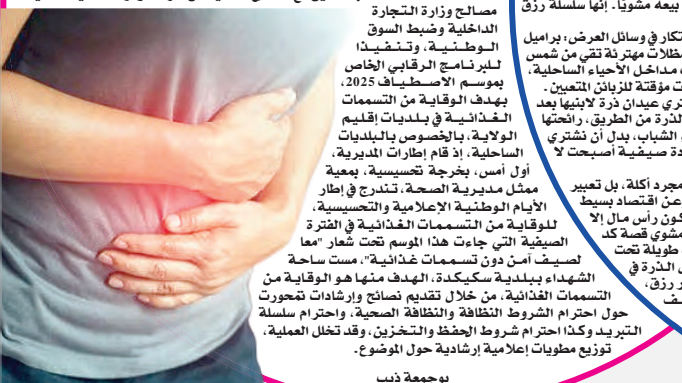 مصالح وزارة التجارة
الداخلية وضبط السوق
الوطنية، وتنفيذا
للبرنامج الرقابي الخاص
بموسم الاصطياف 2025،
بهدف الوقاية من التسممات
الغذائية في بلديات إقليم
الولاية، بالخصوص بالبلديات
الساحلية، إذ قام إطارات المديرية،
أول أمس، بخرجة تحسيسية، بمعية
ممثل مديرية الصحة، تندرج في إطار
الأيام الوطنية الإعلامية والتحسيسية،
للوقاية من التسممات الغذائية في الفترة
الصيفية التي جاءت هذا الموسم تحت شعار "معا
لصيف آمن دون تسممات غذائية"، مست ساحة
الشهداء ببلدية سكيكدة، الهدف منها هو الوقاية من
التسممات الغذائية، من خلال تقديم نصائح وإرشادات تمحورت
حول احترام الشروط النظافة والنظافة الصحية، واحترام سلسلة
التبريد وكذا احترام شروط الحفظ والتخزين، وقد تخلل العملية،
توزيع مطويات إعلامية إرشادية حول الموضوع.
بوجمعة ذيب
بيعه مشويًا. إنها سلسلة رزق
تكار في وسائل العرض: براميل
مظلات مهترئة تقي من شمس
مداخل الأحياء الساحلية،
ت مؤقتة للزبائن المتعبين.
تري عيدان ذرة لابنيها بعد
الذرة من الطريق، رائحتها
الشباب، بدل أن نشتري
دة صيفية أصبحت لا
مجرد أكلة، بل تعبير
عن اقتصاد بسيط
كون رأس مال إلا
مشوي قصة كد
طويلة تحت
الذرة في
ر رزق،
ف